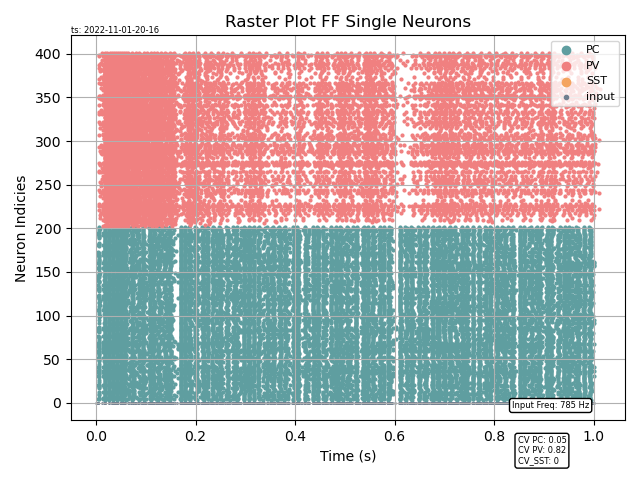 Raster Plot FF Single Neurons
ts: 2022-11-01-20-16
PC
PV
SST
input
400
350
300
250
200
150
100
50
0
Neuron Indicies
Input Freq: 785 Hz
0.0 0.2 0.4 0.6 0.8 1.0
Time (s)
CV PC: 0.05
CV PV: 0.82
CV_SST: 0